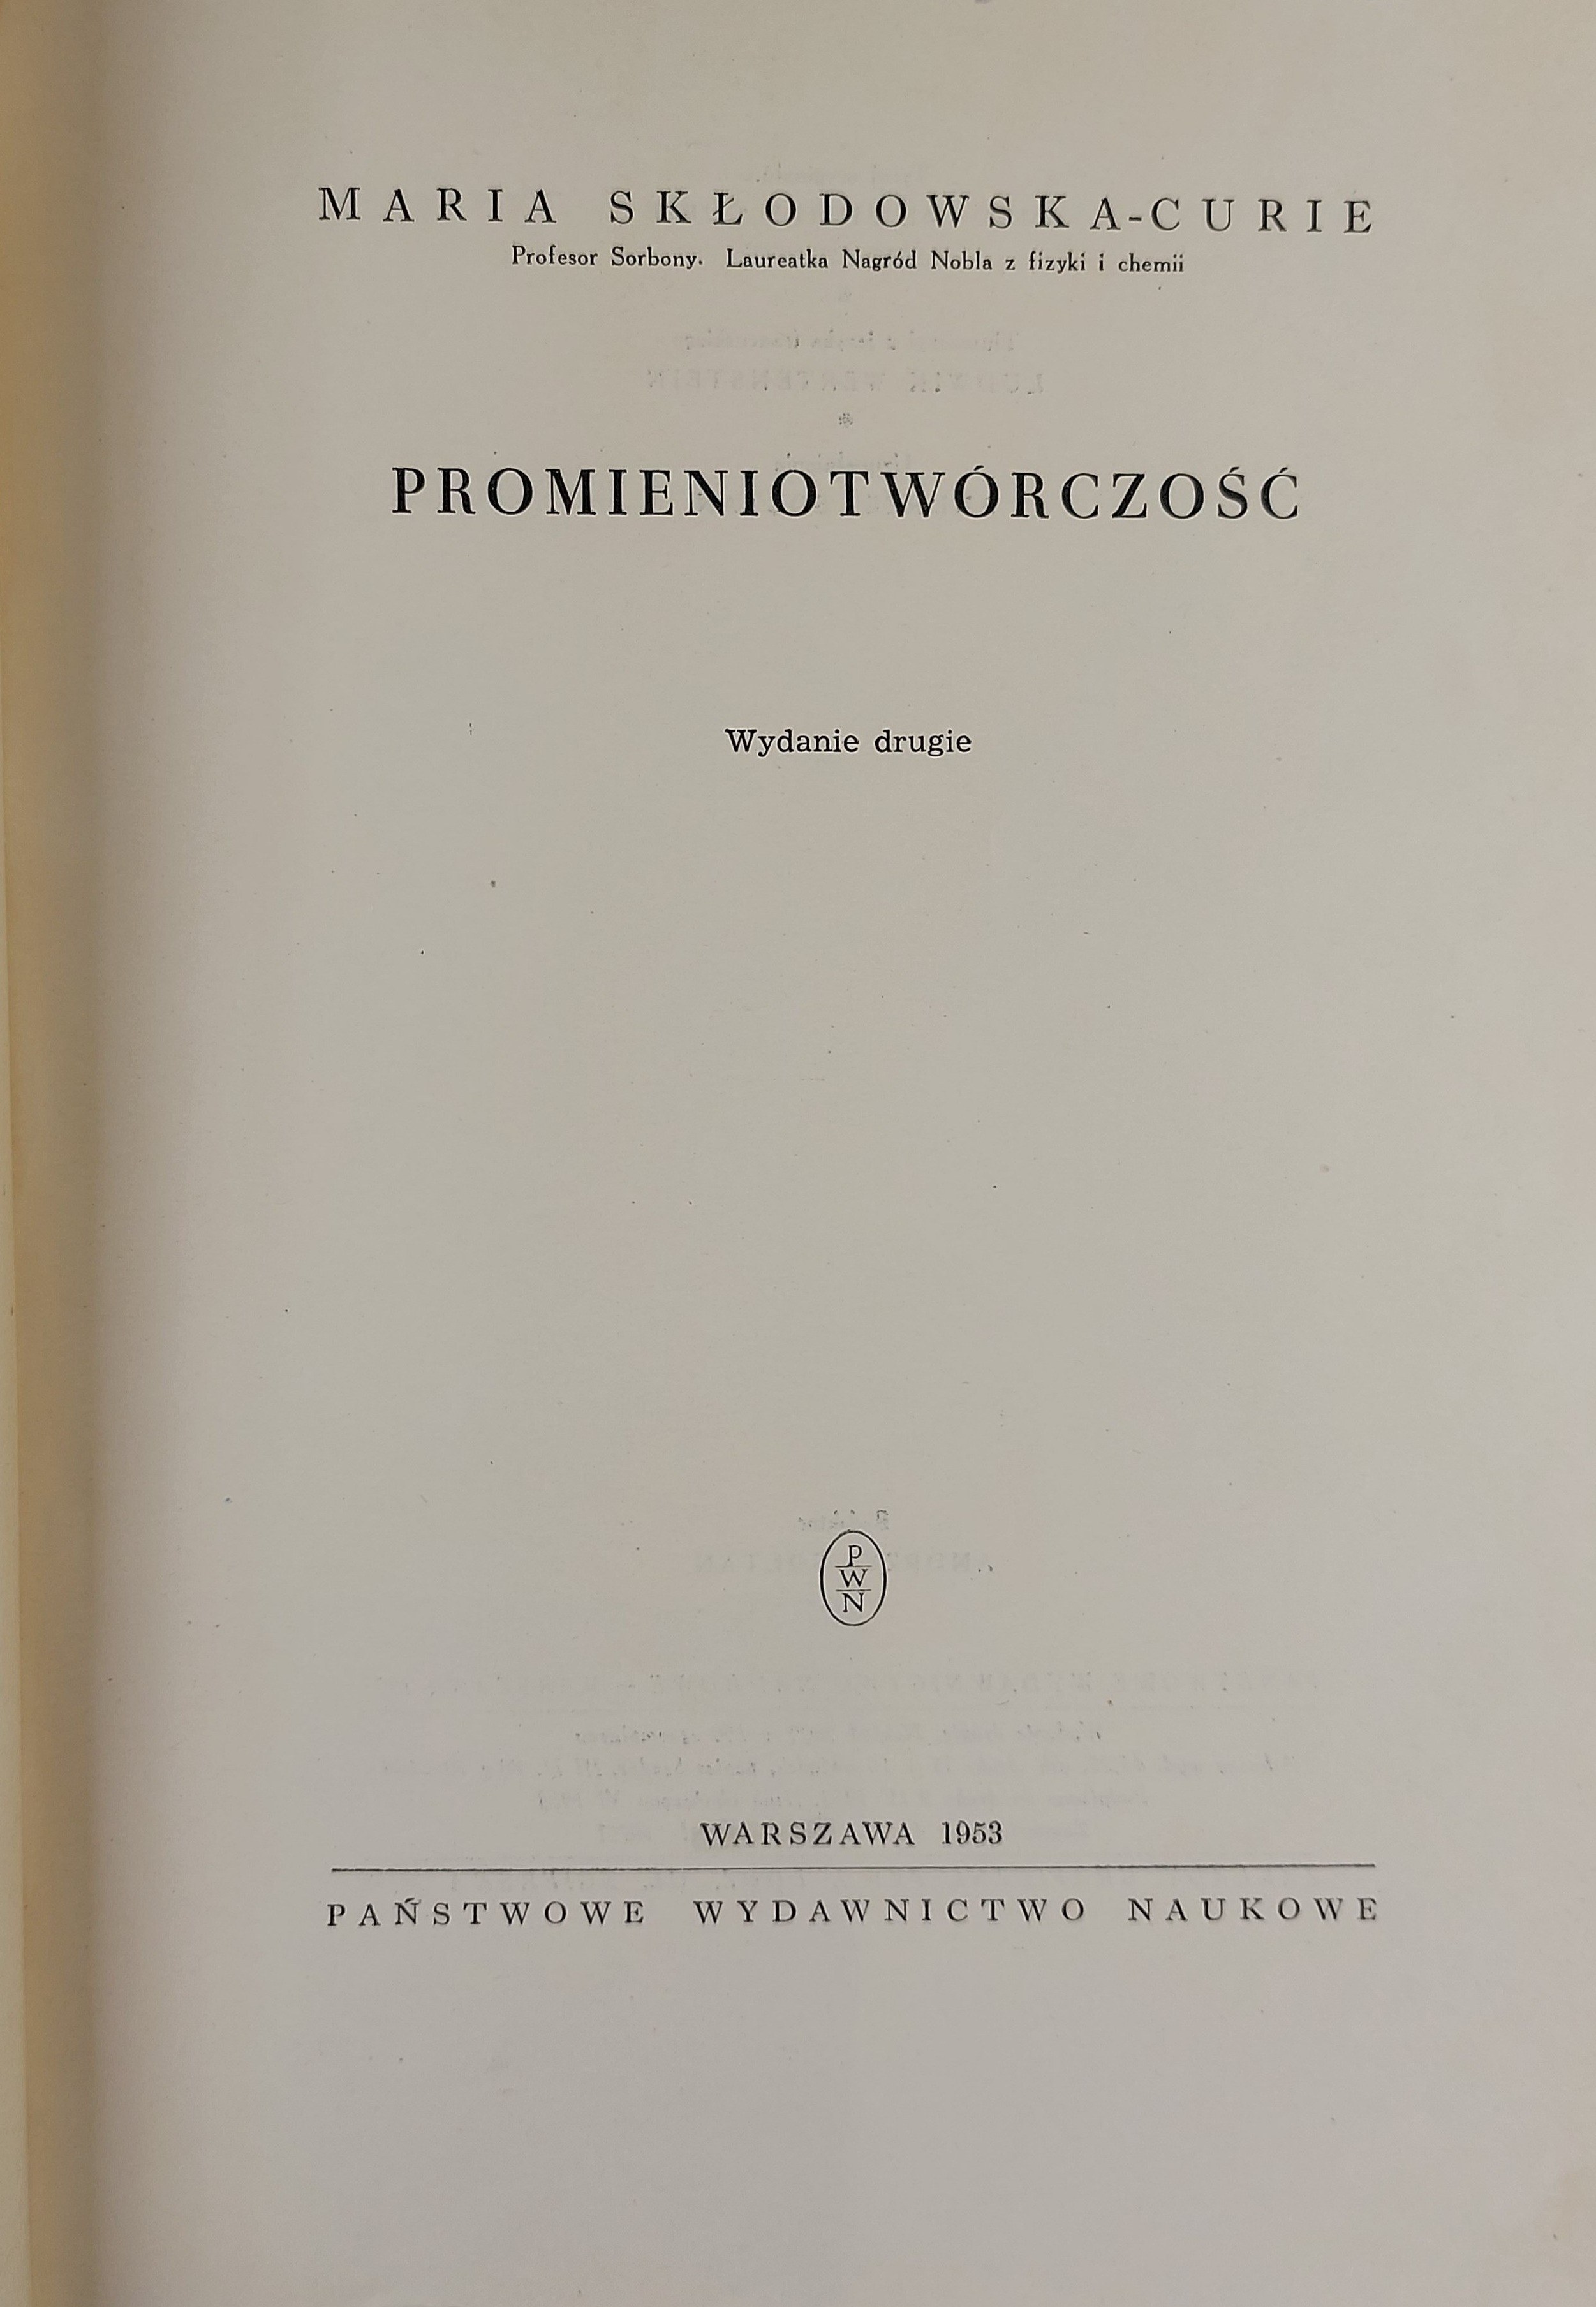 MARIA SKŁODOWSKA-CURIE
Profesor Sorbony. Laureatka Nagród Nobla z fizyki i chemii
PROMIENIOTWÓRCZOŚĆ
Wydanie drugie
P
W
N
WARSZAWA 1953
PAŃSTWOWE WYDAWNICTWO NAUKOWE